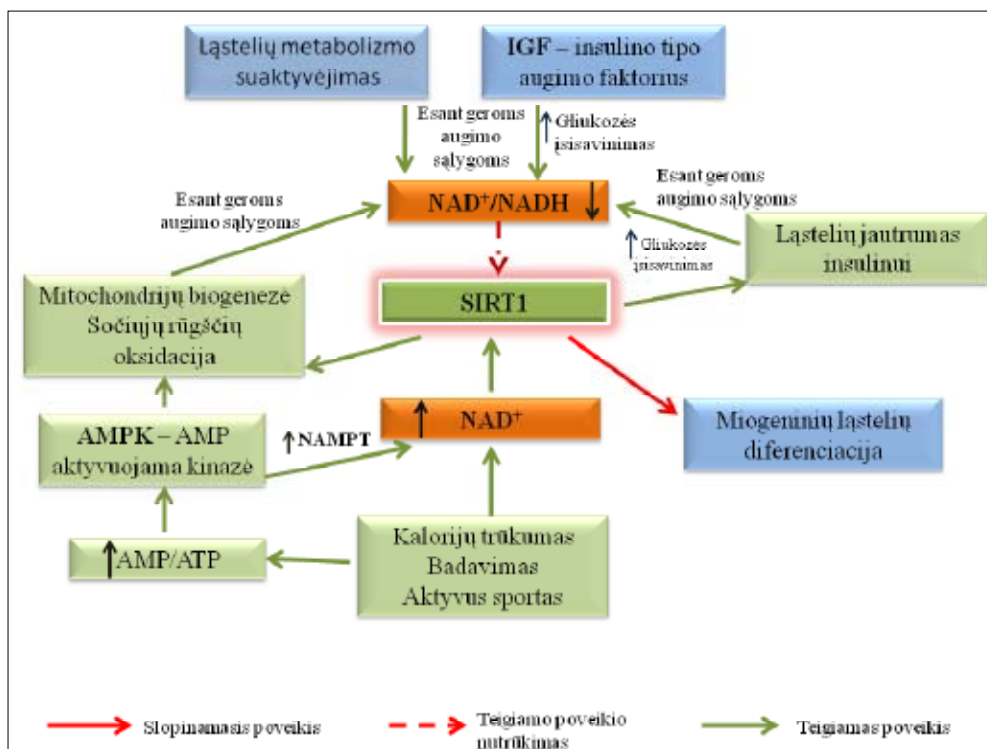 Ląstelių metabolizmo
suaktyvėjimas
IGF – insulino tipo
augimo faktorius
Esant geroms
augimo
sąlygoms
↑ Gliukozės
įsisavinimas
Esant geroms
augimo sąlygoms
NAD⁺/NADH ↓
Esant geroms
augimo sąlygoms
↑ Gliukozės
įsisavinimas
Ląstelių jautrumas
insulinui
Mitochondrijų biogenezė
Sočiųjų rūgščių
oksidacija
SIRT1
AMPK – AMP
aktyvuojama kinazė
↑ NAMPT
↑ NAD⁺
Miogeninių ląstelių
diferenciacija
↑AMP/ATP
Kalorijų trūkumas
Badavimas
Aktyvus sportas
Slopinamasis poveikis
Teigiamo poveikio
nutrūkimas
Teigiamas poveikis